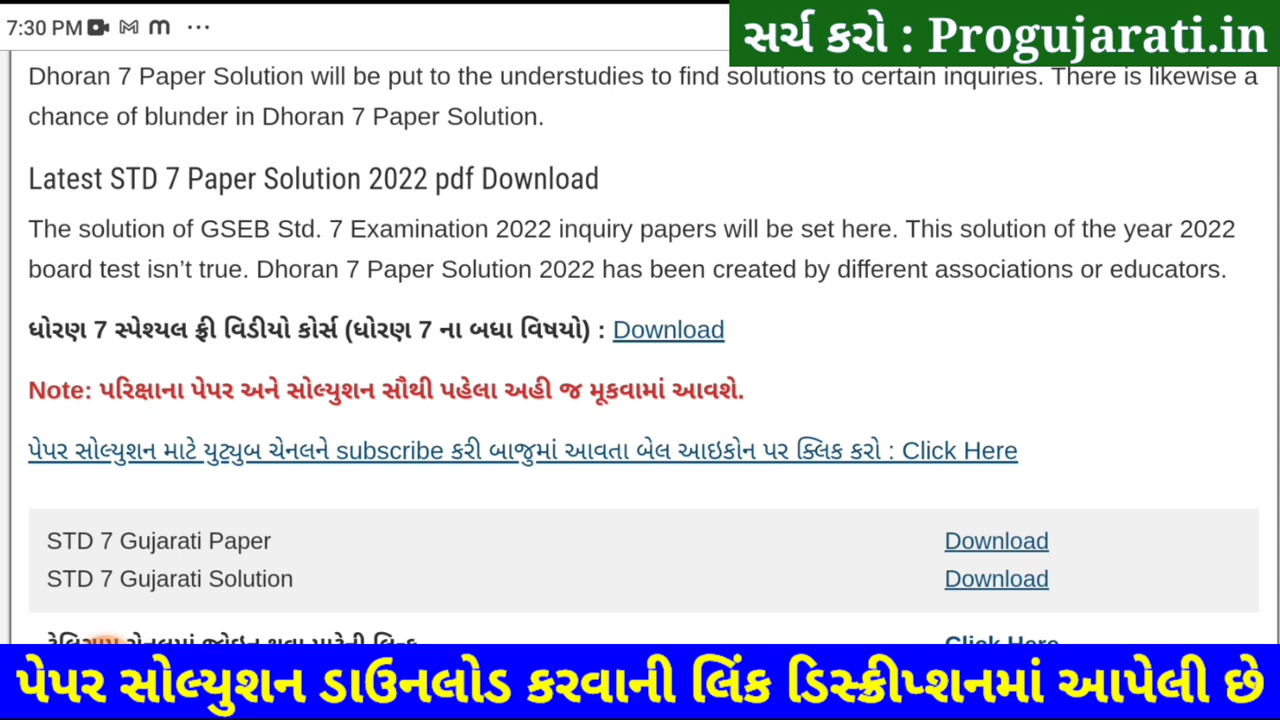 7:30 PM
સર્ચ કરો : Progujarati.in
Dhoran 7 Paper Solution will be put to the understudies to find solutions to certain inquiries. There is likewise a
chance of blunder in Dhoran 7 Paper Solution.
Latest STD 7 Paper Solution 2022 pdf Download
The solution of GSEB Std. 7 Examination 2022 inquiry papers will be set here. This solution of the year 2022
board test isn’t true. Dhoran 7 Paper Solution 2022 has been created by different associations or educators.
ધોરણ 7 સ્પેશ્યલ ફ્રી વિડીયો કોર્સ (ધોરણ 7 ના બધા વિષયો) : Download
Note: પરિક્ષાના પેપર અને સોલ્યુશન સૌથી પહેલા અહી જ મૂકવામાં આવશે.
પેપર સોલ્યુશન માટે યુટ્યુબ ચેનલને subscribe કરી બાજુમાં આવતા બેલ આઇકોન પર ક્લિક કરો : Click Here
STD 7 Gujarati Paper Download
STD 7 Gujarati Solution Download
ચેનલમાં જોઇન થવા માટેની લિન્ક Click Here
પેપર સોલ્યુશન ડાઉનલોડ કરવાની લિંક ડિસ્ક્રીપ્શનમાં આપેલી છે